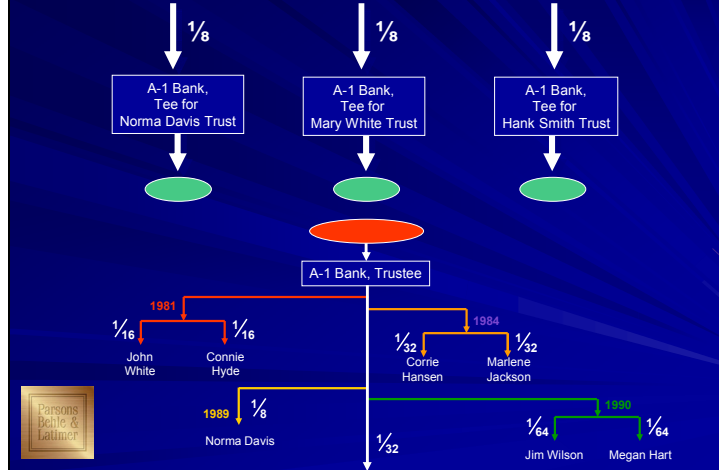 ⅛
⅛
⅛
A-1 Bank,
Tee for
Norma Davis Trust
A-1 Bank,
Tee for
Mary White Trust
A-1 Bank,
Tee for
Hank Smith Trust
A-1 Bank, Trustee
1981
1/16
1/16
John
White
Connie
Hyde
1984
1/32
1/32
Corrie
Hansen
Marlene
Jackson
1989
⅛
Norma Davis
1/32
1990
1/64
1/64
Jim Wilson
Megan Hart
Parsons
Behle &
Latimer